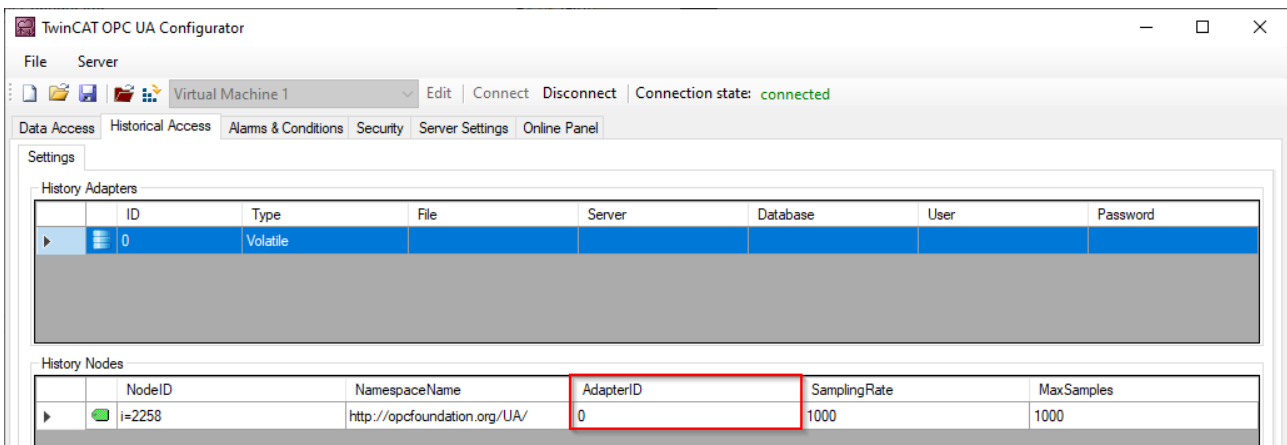 TwinCAT OPC UA Configurator
File Server
Virtual Machine 1 Edit Connect Disconnect Connection state: connected
Data Access Historical Access Alarms & Conditions Security Server Settings Online Panel
Settings
History Adapters
ID Type File Server Database User Password
0 Volatile
History Nodes
NodeID NamespaceName AdapterID SamplingRate MaxSamples
i=2258 http://opcfoundation.org/UA/ 0 1000 1000